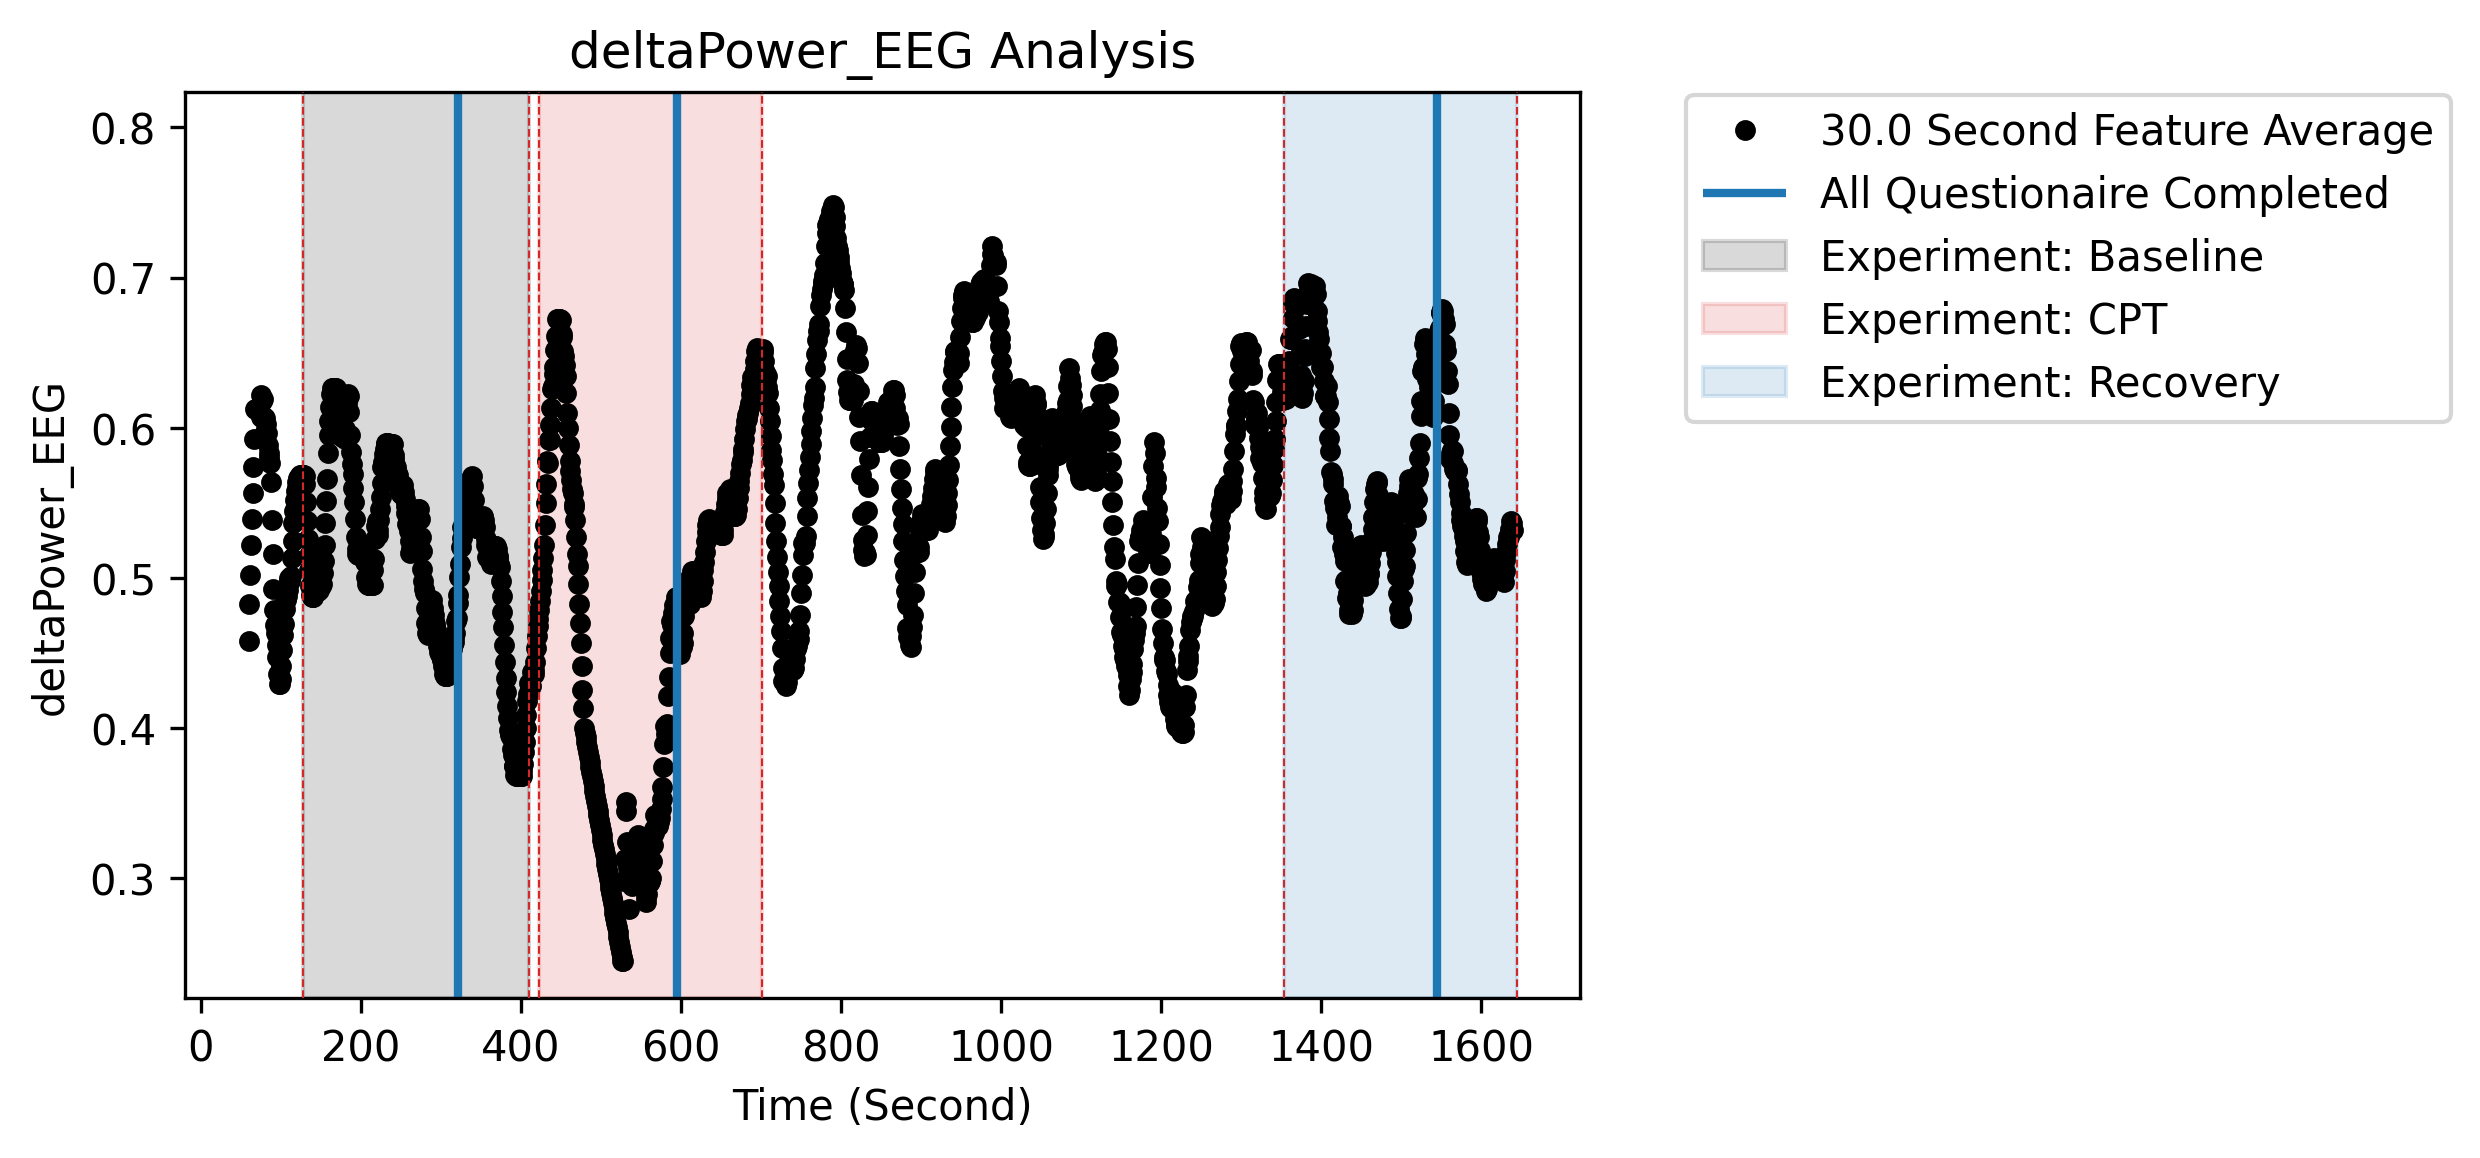 deltaPower_EEG Analysis
0.8
0.7
0.6
0.5
0.4
0.3
deltaPower_EEG
0 200 400 600 800 1000 1200 1400 1600
Time (Second)
30.0 Second Feature Average
All Questionaire Completed
Experiment: Baseline
Experiment: CPT
Experiment: Recovery